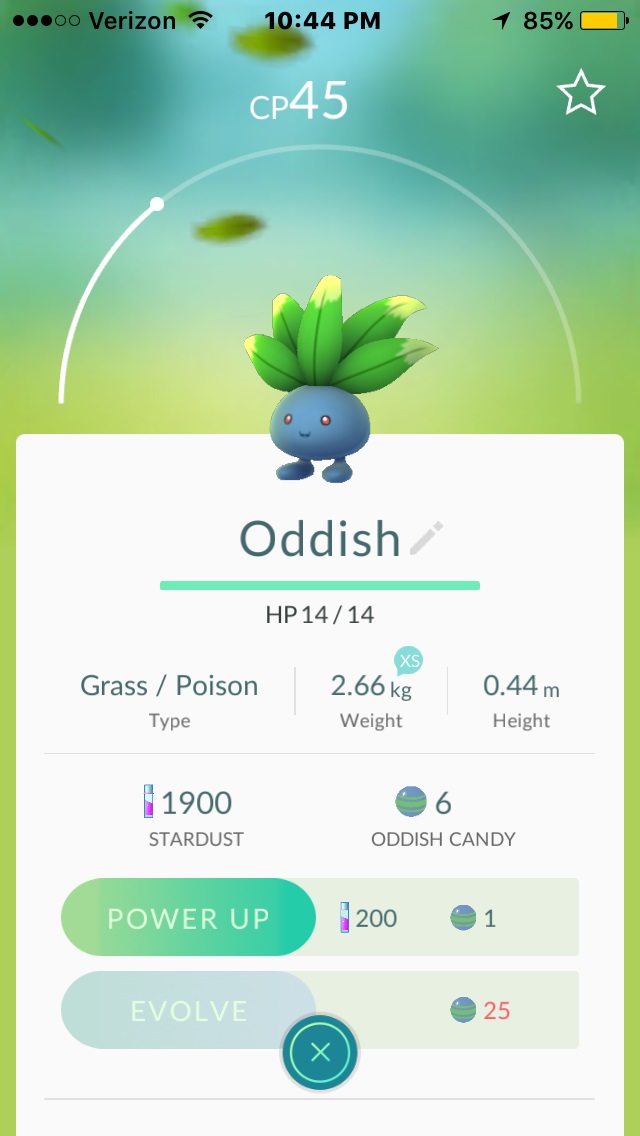 Verizon 10:44 PM 85%
CP45
Oddish
HP 14 / 14
XS
Grass / Poison 2.66 kg 0.44 m
Type Weight Height
1900 6
STARDUST ODDISH CANDY
POWER UP 200 1
EVOLVE 25